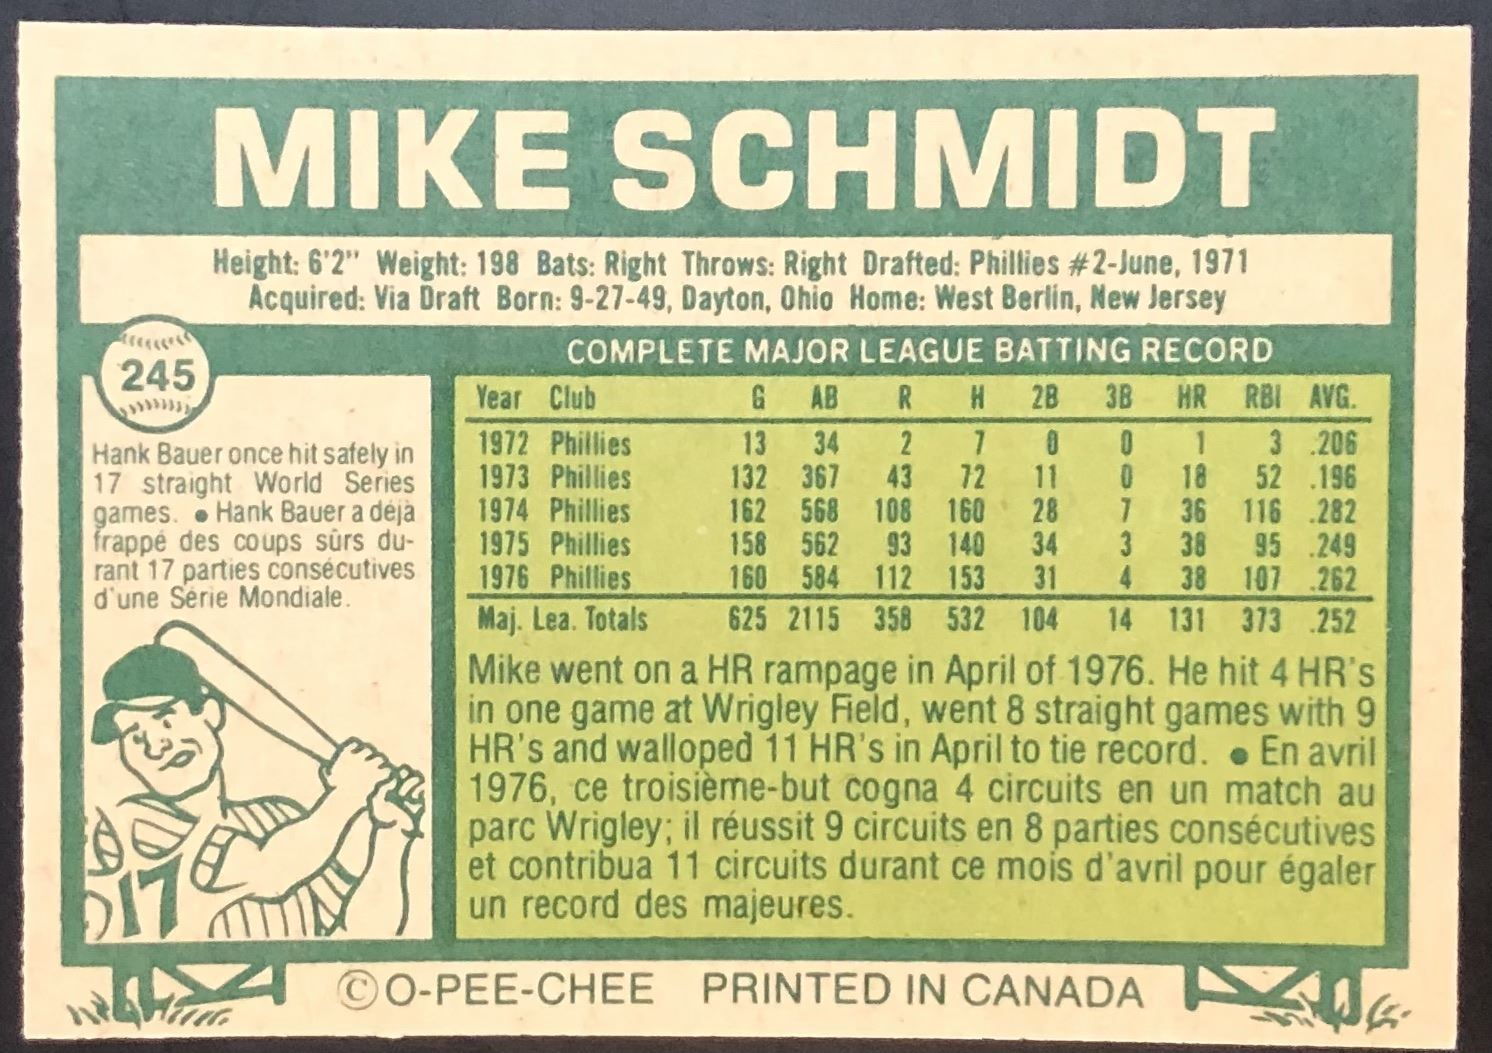 MIKE SCHMIDT
Height: 6'2" Weight: 198 Bats: Right Throws: Right Drafted: Phillies #2-June, 1971
Acquired: Via Draft Born: 9-27-49, Dayton, Ohio Home: West Berlin, New Jersey
245
Hank Bauer once hit safely in
17 straight World Series
games. • Hank Bauer a déjà
frappé des coups sûrs du-
rant 17 parties consécutives
d'une Série Mondiale.
17
COMPLETE MAJOR LEAGUE BATTING RECORD
Year Club G AB R H 2B 3B HR RBI AVG.
1972 Phillies 13 34 2 7 0 0 1 3 .206
1973 Phillies 132 367 43 72 11 0 18 52 .196
1974 Phillies 162 568 108 160 28 7 36 116 .282
1975 Phillies 158 562 93 140 34 3 38 95 .249
1976 Phillies 160 584 112 153 31 4 38 107 .262
Maj. Lea. Totals 625 2115 358 532 104 14 131 373 .252
Mike went on a HR rampage in April of 1976. He hit 4 HR's
in one game at Wrigley Field, went 8 straight games with 9
HR's and walloped 11 HR's in April to tie record. • En avril
1976, ce troisième-but cogna 4 circuits en un match au
parc Wrigley; il réussit 9 circuits en 8 parties consécutives
et contribua 11 circuits durant ce mois d'avril pour égaler
un record des majeures.
© O-PEE-CHEE PRINTED IN CANADA